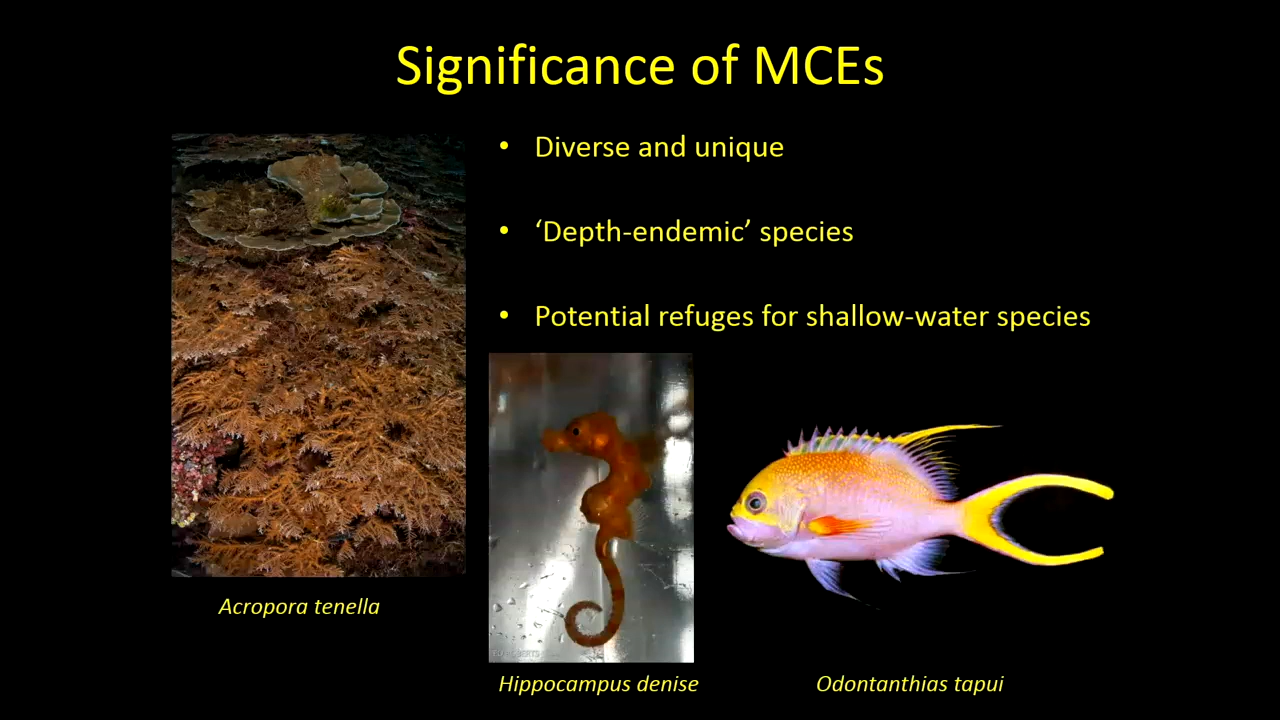 Significance of MCEs
• Diverse and unique
• ‘Depth-endemic’ species
• Potential refuges for shallow-water species
Acropora tenella
Hippocampus denise
Odontanthias tapui